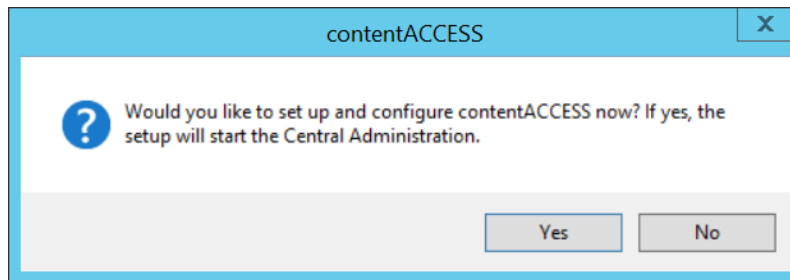 contentACCESS
X
Would you like to set up and configure contentACCESS now? If yes, the
setup will start the Central Administration.
Yes
No